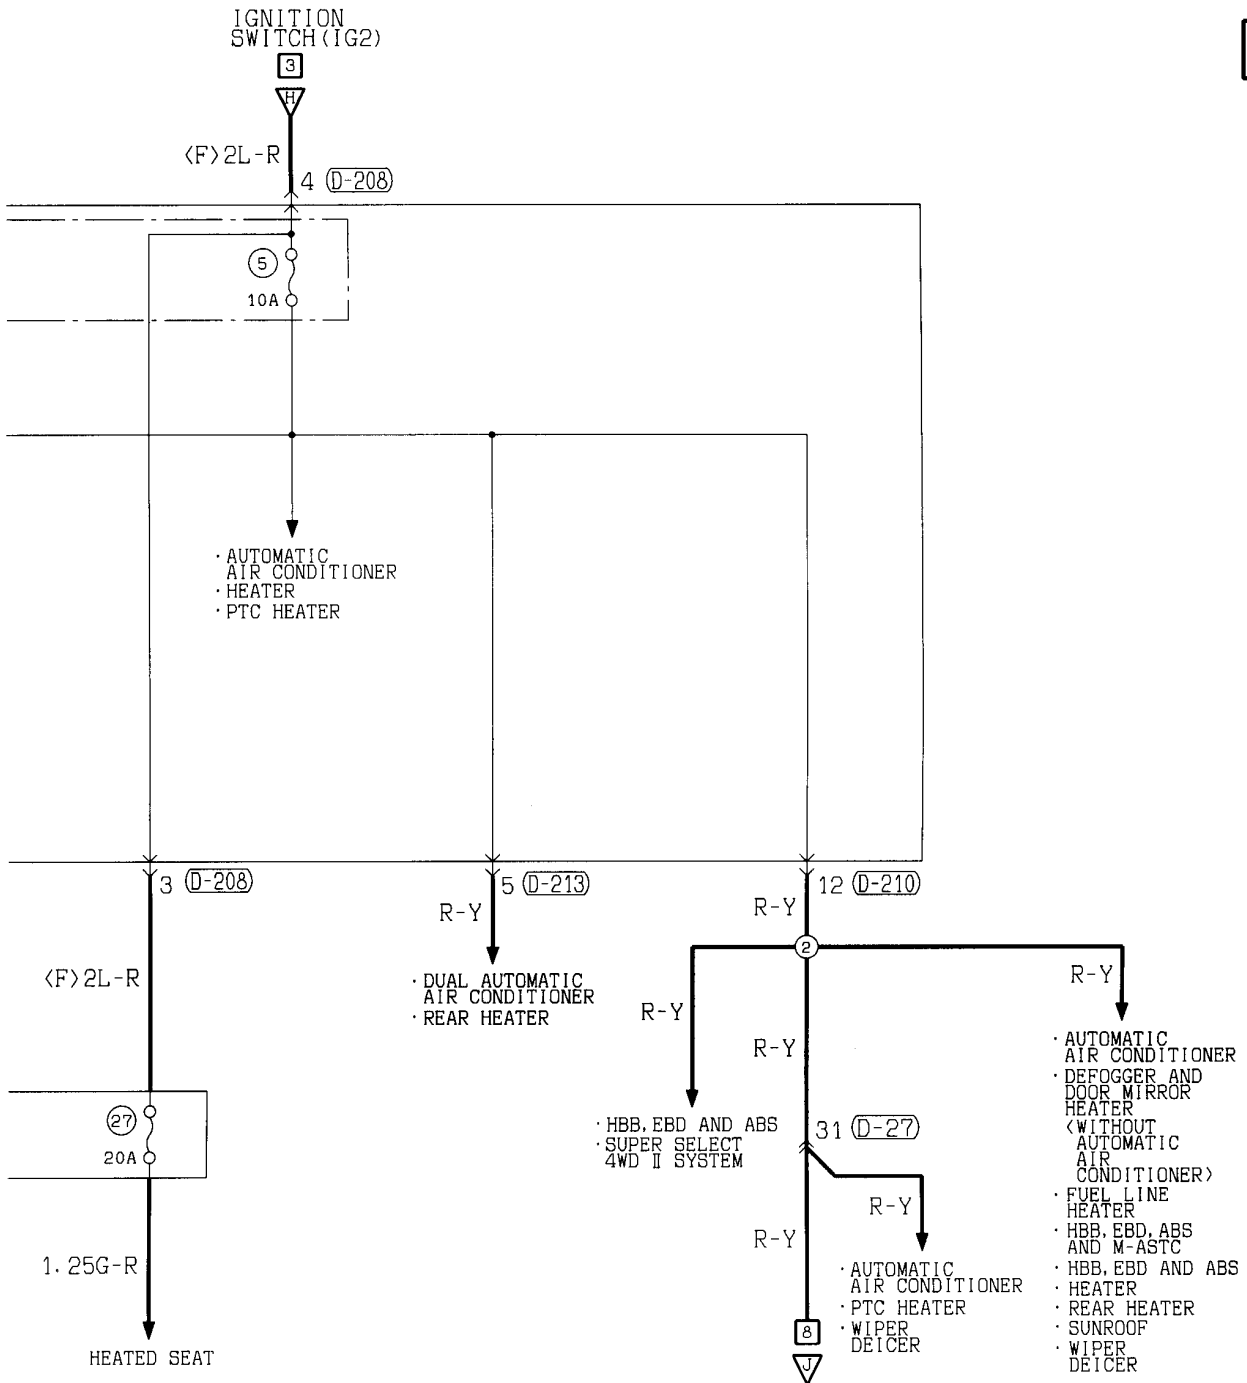 IGNITION
SWITCH(IG2)
3
H
〈F〉2L-R
4 (D-208)
5
10A
· AUTOMATIC
AIR CONDITIONER
· HEATER
· PTC HEATER
3 (D-208)
5 (D-213)
12 (D-210)
R-Y
R-Y
2
〈F〉2L-R
· DUAL AUTOMATIC
AIR CONDITIONER
· REAR HEATER
R-Y
R-Y
R-Y
· AUTOMATIC
AIR CONDITIONER
· DEFOGGER AND
DOOR MIRROR
HEATER
〈WITHOUT
AUTOMATIC
AIR
CONDITIONER〉
· FUEL LINE
HEATER
· HBB, EBD, ABS
AND M-ASTC
· HBB, EBD AND ABS
· HEATER
· REAR HEATER
· SUNROOF
· WIPER
DEICER
27
20A
· HBB, EBD AND ABS
· SUPER SELECT
4WD Ⅱ SYSTEM
31 (D-27)
R-Y
R-Y
1.25G-R
· AUTOMATIC
AIR CONDITIONER
· PTC HEATER
· WIPER
DEICER
8
J
HEATED SEAT